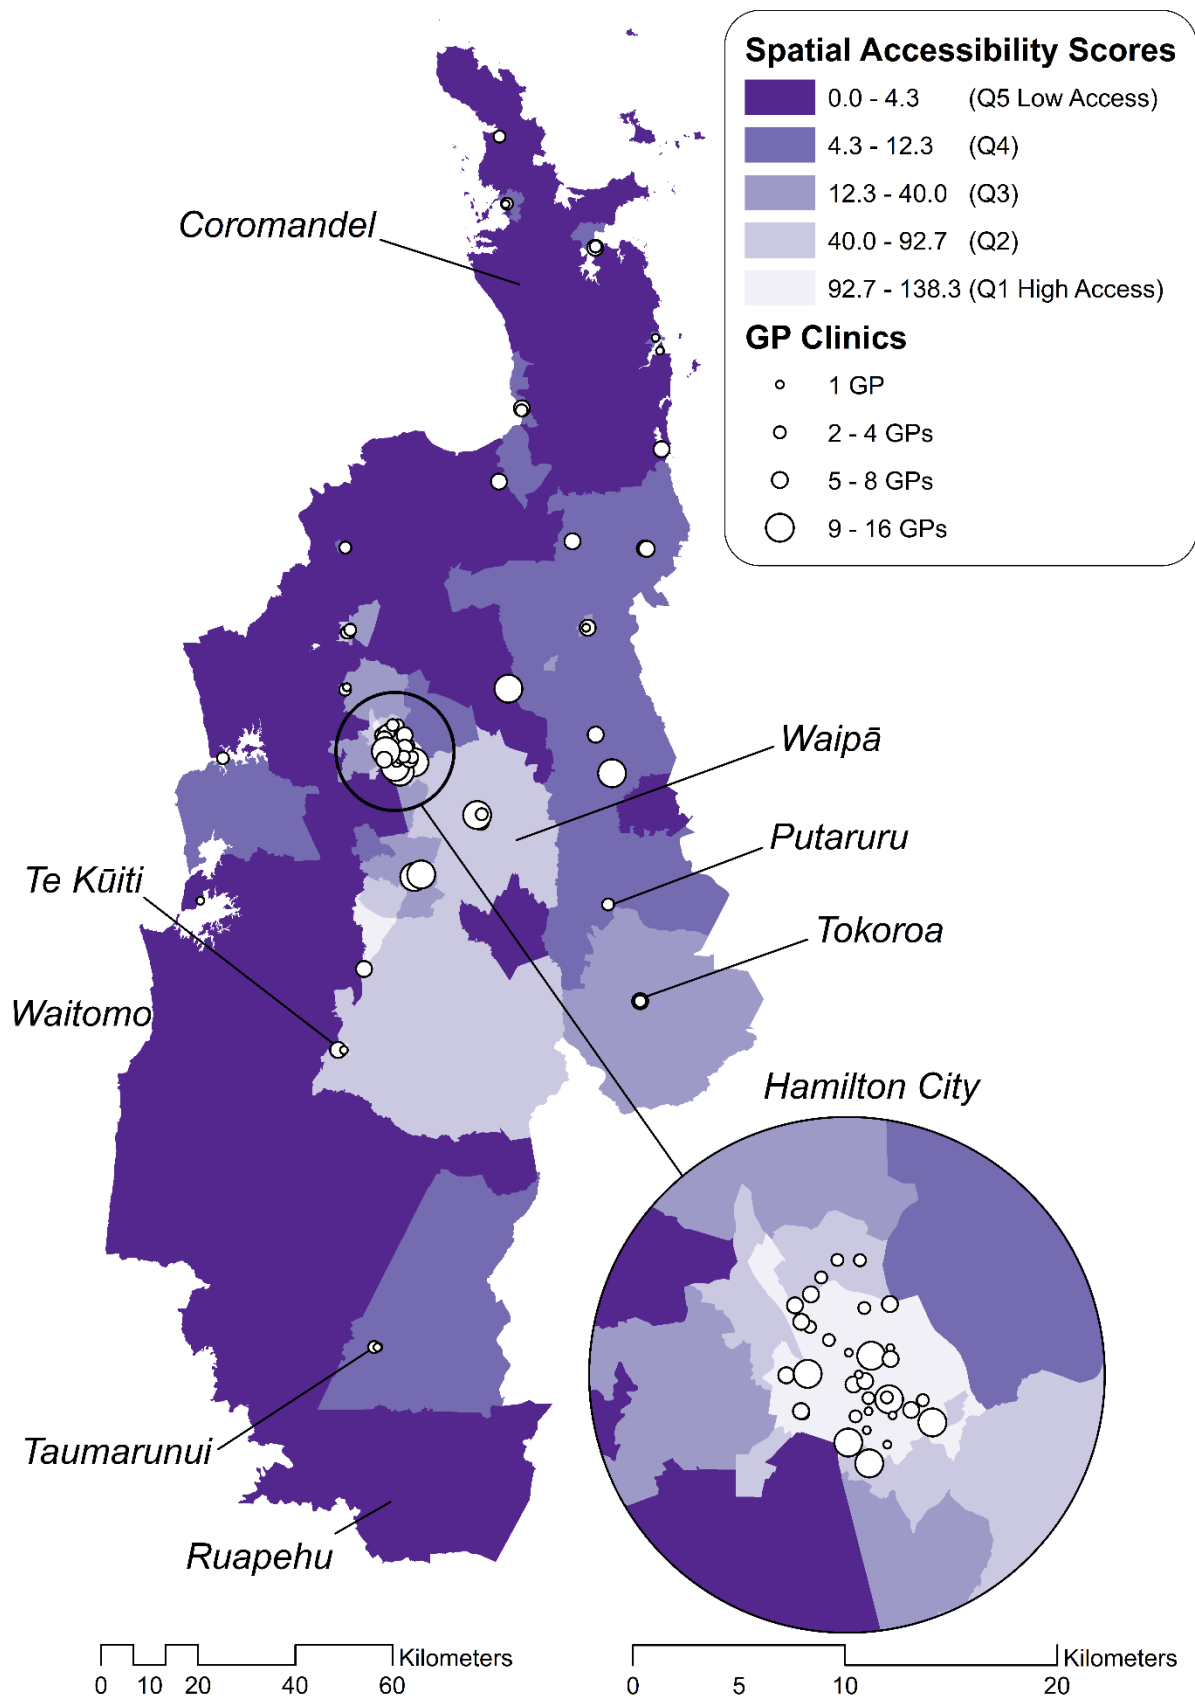 Spatial Accessibility Scores
0.0 - 4.3 (Q5 Low Access)
4.3 - 12.3 (Q4)
12.3 - 40.0 (Q3)
40.0 - 92.7 (Q2)
92.7 - 138.3 (Q1 High Access)
GP Clinics
1 GP
2 - 4 GPs
5 - 8 GPs
9 - 16 GPs
Coromandel
Waipā
Putaruru
Te Kūiti
Tokoroa
Waitomo
Hamilton City
Taumarunui
Ruapehu
Kilometers
0 10 20 40 60
Kilometers
0 5 10 20